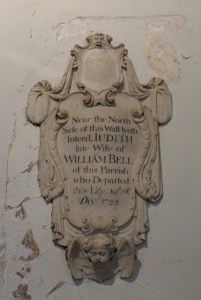 Near the North
Side of this Wall lyeth
Interd, JUDITH
late Wife of
WILLIAM BELL
of this Parish
who Departed
this Life
Dec 1722